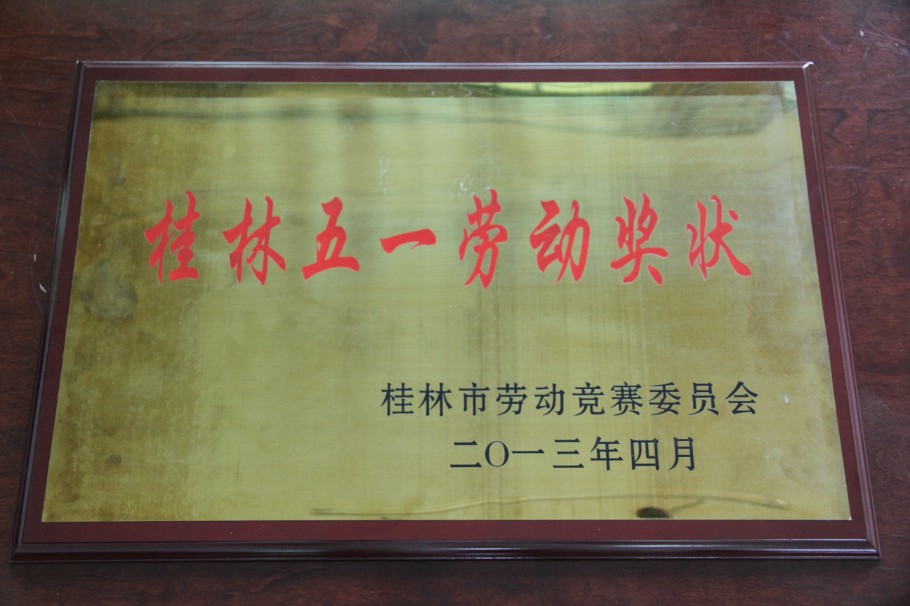 桂林五一劳动奖状
桂林市劳动竞赛委员会
二〇一三年四月